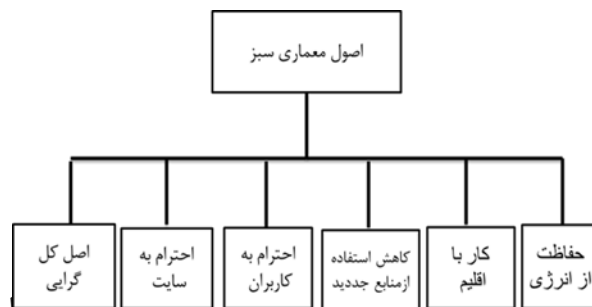 اصول معماری سبز
حفاظت
از انرژی
کار با
اقلیم
کاهش استفاده
ازمنابع جددید
احترام به
کاربران
احترام به
سایت
اصل کل
گرایی